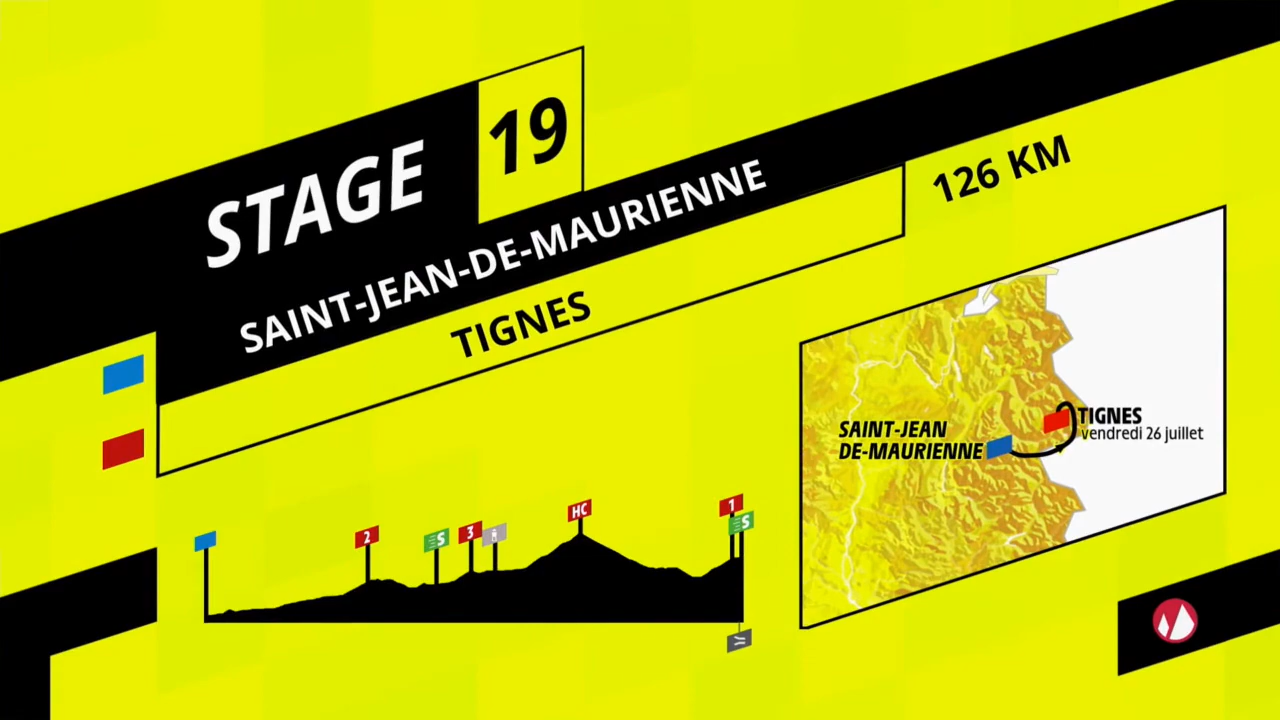 STAGE
19
SAINT-JEAN-DE-MAURIENNE
126 KM
TIGNES
SAINT-JEAN
DE-MAURIENNE
TIGNES
vendredi 26 juillet
2
S
3
HC
1
S